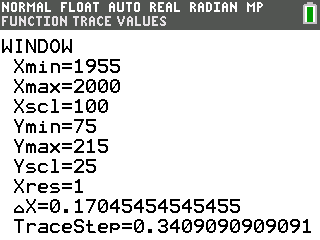 NORMAL FLOAT AUTO REAL RADIAN MP
FUNCTION TRACE VALUES
WINDOW
Xmin=1955
Xmax=2000
Xscl=100
Ymin=75
Ymax=215
Yscl=25
Xres=1
△X=0.17045454545455
TraceStep=0.3409090909091